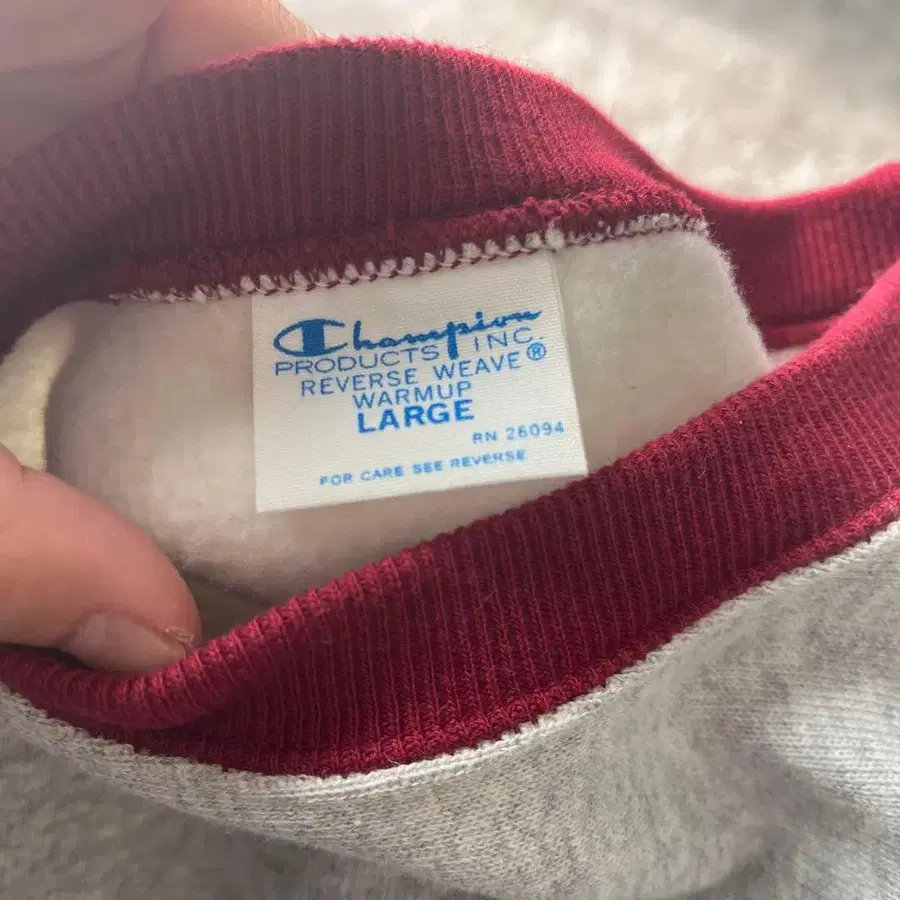 Champion
PRODUCTS INC.
REVERSE WEAVE®
WARMUP
LARGE
RN 26094
FOR CARE SEE REVERSE